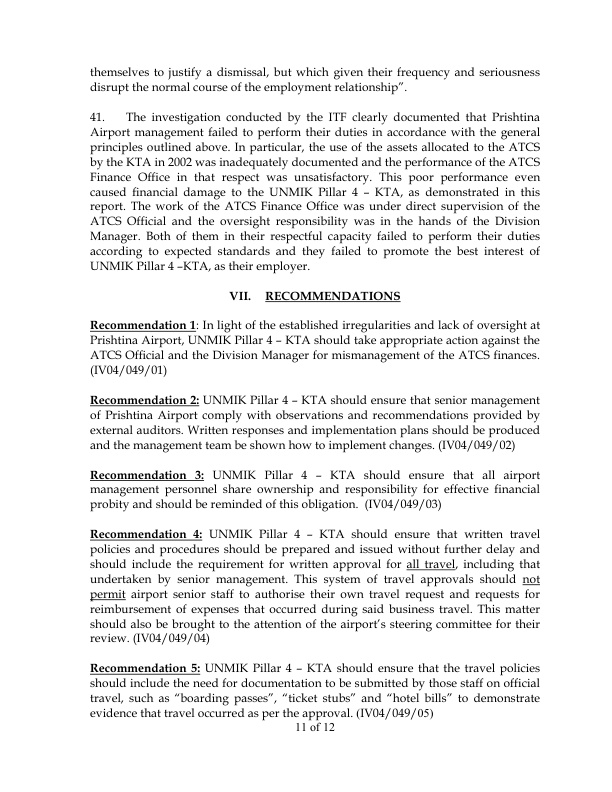 themselves to justify a dismissal, but which given their frequency and seriousness
disrupt the normal course of the employment relationship”.
41. The investigation conducted by the ITF clearly documented that Prishtina
Airport management failed to perform their duties in accordance with the general
principles outlined above. In particular, the use of the assets allocated to the ATCS
by the KTA in 2002 was inadequately documented and the performance of the ATCS
Finance Office in that respect was unsatisfactory. This poor performance even
caused financial damage to the UNMIK Pillar 4 – KTA, as demonstrated in this
report. The work of the ATCS Finance Office was under direct supervision of the
ATCS Official and the oversight responsibility was in the hands of the Division
Manager. Both of them in their respectful capacity failed to perform their duties
according to expected standards and they failed to promote the best interest of
UNMIK Pillar 4 –KTA, as their employer.
VII. RECOMMENDATIONS
Recommendation 1: In light of the established irregularities and lack of oversight at
Prishtina Airport, UNMIK Pillar 4 – KTA should take appropriate action against the
ATCS Official and the Division Manager for mismanagement of the ATCS finances.
(IV04/049/01)
Recommendation 2: UNMIK Pillar 4 – KTA should ensure that senior management
of Prishtina Airport comply with observations and recommendations provided by
external auditors. Written responses and implementation plans should be produced
and the management team be shown how to implement changes. (IV04/049/02)
Recommendation 3: UNMIK Pillar 4 – KTA should ensure that all airport
management personnel share ownership and responsibility for effective financial
probity and should be reminded of this obligation. (IV04/049/03)
Recommendation 4: UNMIK Pillar 4 – KTA should ensure that written travel
policies and procedures should be prepared and issued without further delay and
should include the requirement for written approval for all travel, including that
undertaken by senior management. This system of travel approvals should not
permit airport senior staff to authorise their own travel request and requests for
reimbursement of expenses that occurred during said business travel. This matter
should also be brought to the attention of the airport’s steering committee for their
review. (IV04/049/04)
Recommendation 5: UNMIK Pillar 4 – KTA should ensure that the travel policies
should include the need for documentation to be submitted by those staff on official
travel, such as “boarding passes”, “ticket stubs” and “hotel bills” to demonstrate
evidence that travel occurred as per the approval. (IV04/049/05)
11 of 12